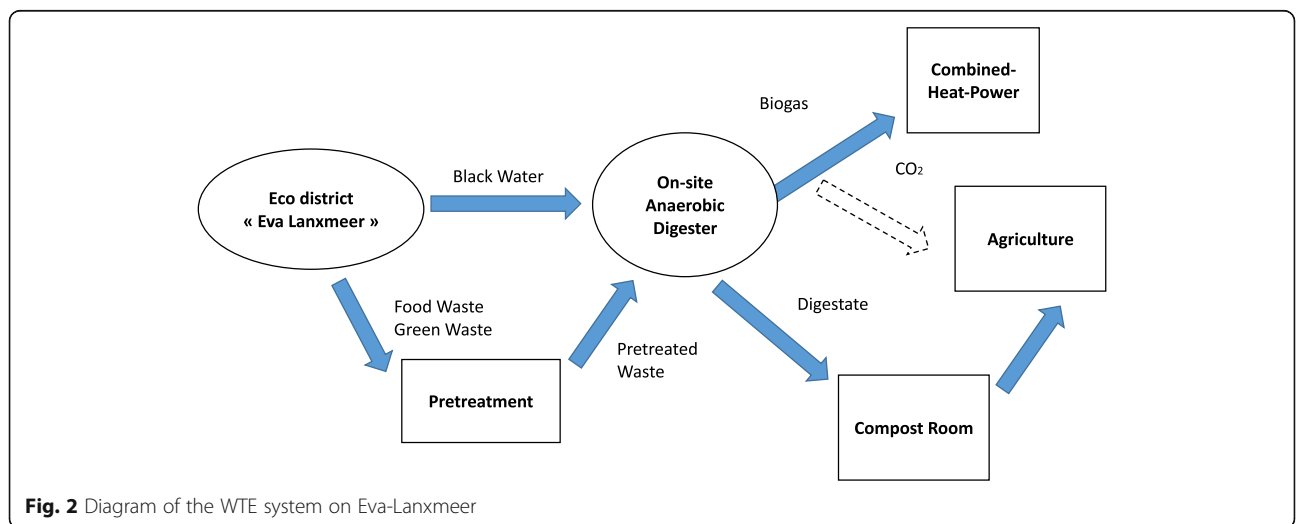 Combined-
Heat-Power
Biogas
CO₂
Eco district
« Eva Lanxmeer »
Black Water
On-site
Anaerobic
Digester
Agriculture
Food Waste
Green Waste
Pretreated
Waste
Digestate
Pretreatment
Compost Room
Fig. 2 Diagram of the WTE system on Eva-Lanxmeer